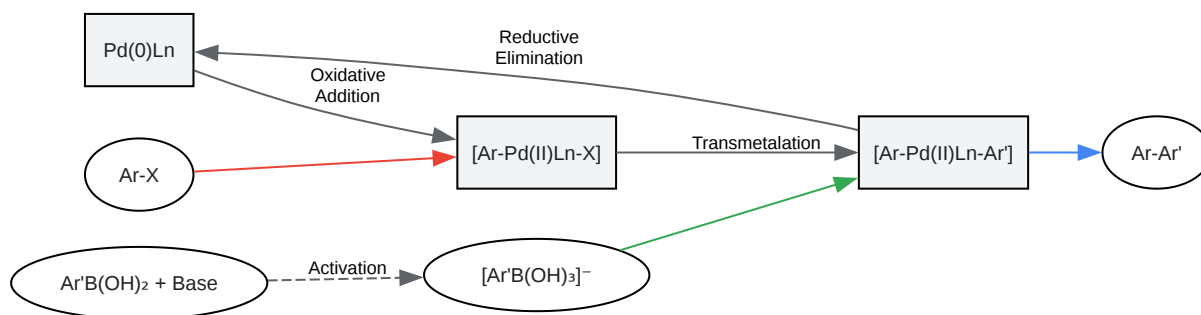 Pd(0)Ln
Reductive
Elimination
Oxidative
Addition
Ar-X
[Ar-Pd(II)Ln-X]
Transmetalation
[Ar-Pd(II)Ln-Ar']
Ar-Ar'
Ar'B(OH)₂ + Base
Activation
[Ar'B(OH)₃]⁻